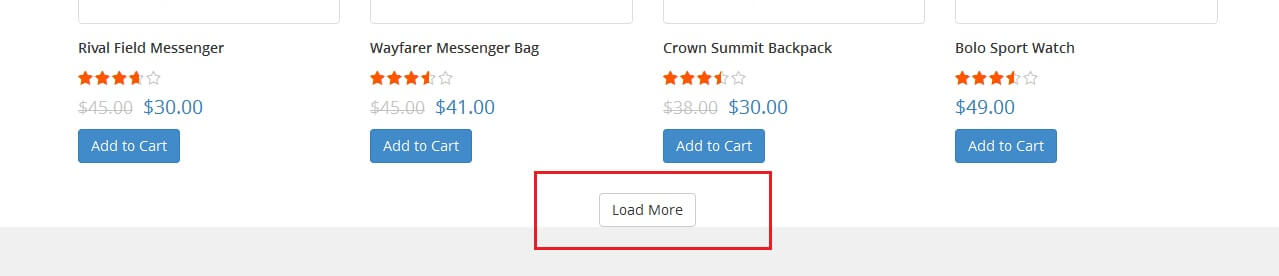 Rival Field Messenger
Wayfarer Messenger Bag
Crown Summit Backpack
Bolo Sport Watch
$45.00 $30.00
$45.00 $41.00
$38.00 $30.00
$49.00
Add to Cart
Add to Cart
Add to Cart
Add to Cart
Load More